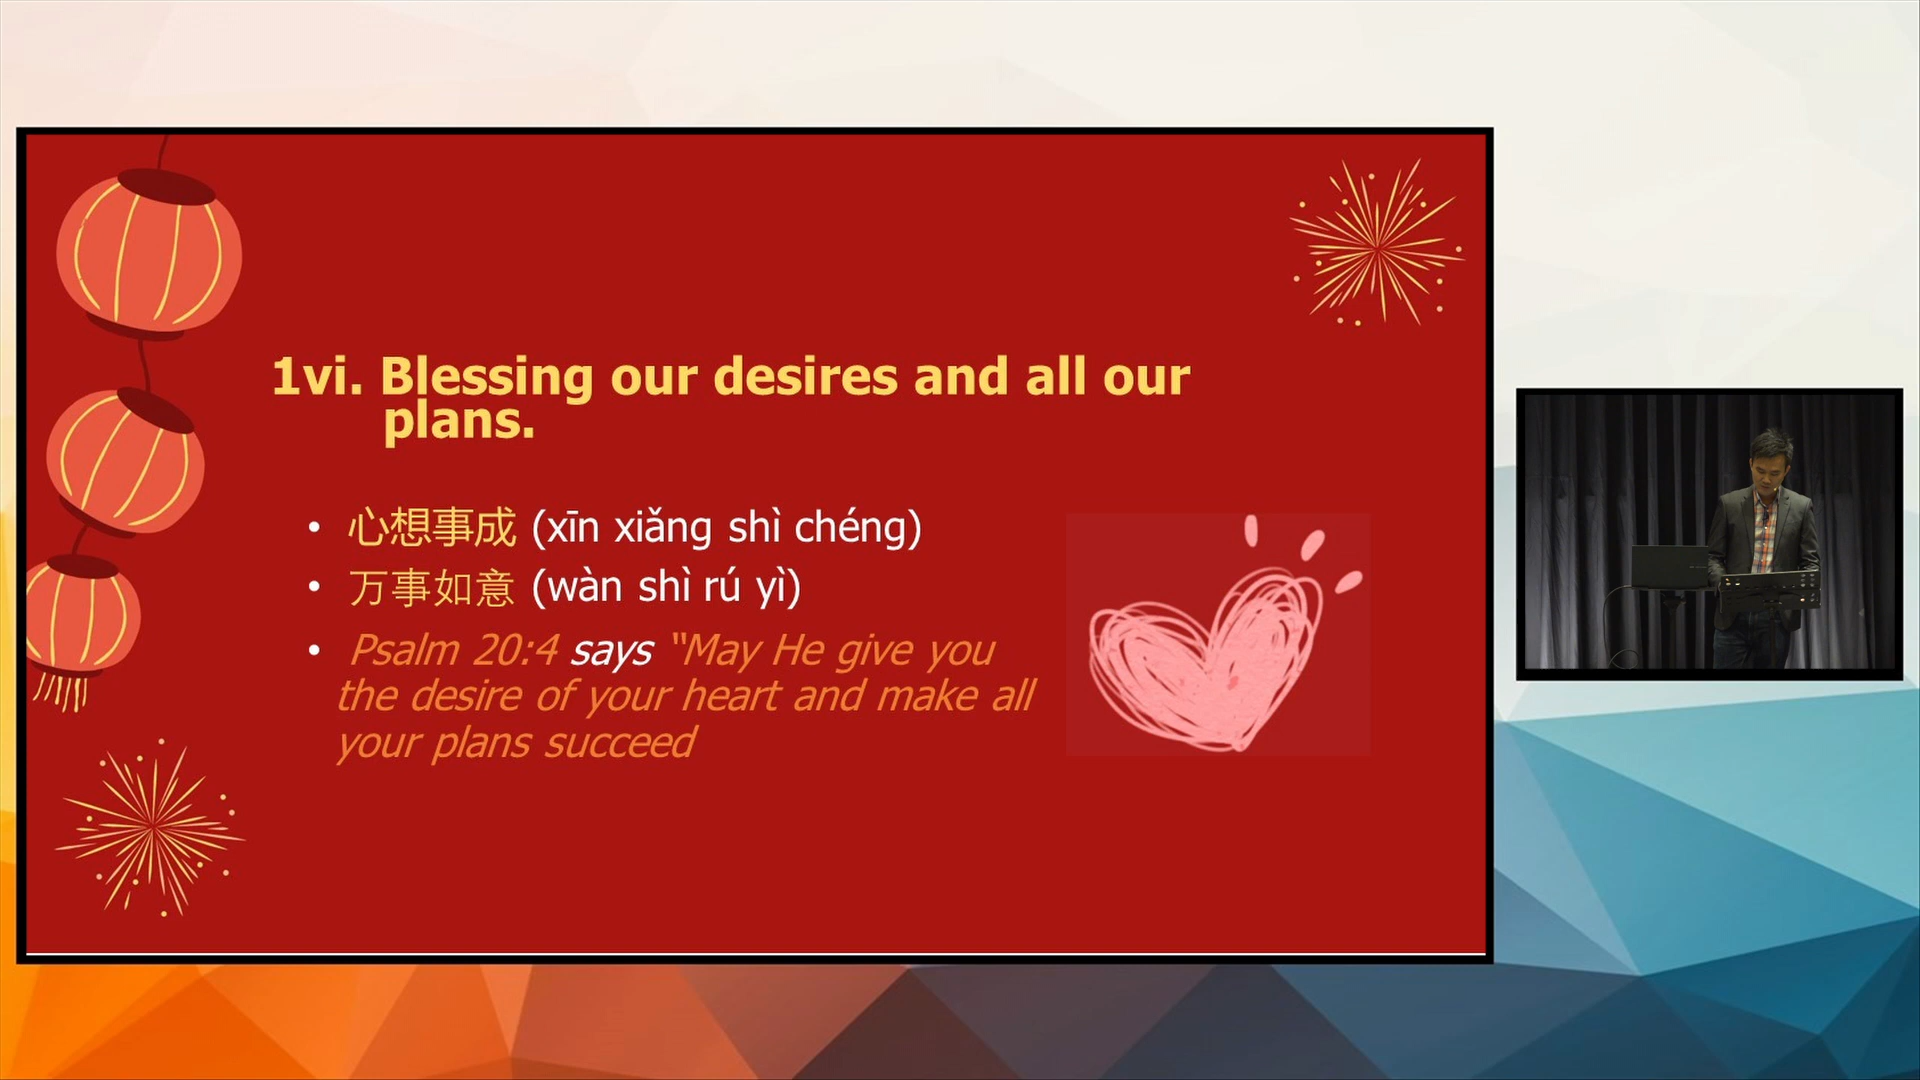 1vi. Blessing our desires and all our
plans.
• 心想事成 (xīn xiǎng shì chéng)
• 万事如意 (wàn shì rú yì)
• Psalm 20:4 says “May He give you
the desire of your heart and make all
your plans succeed